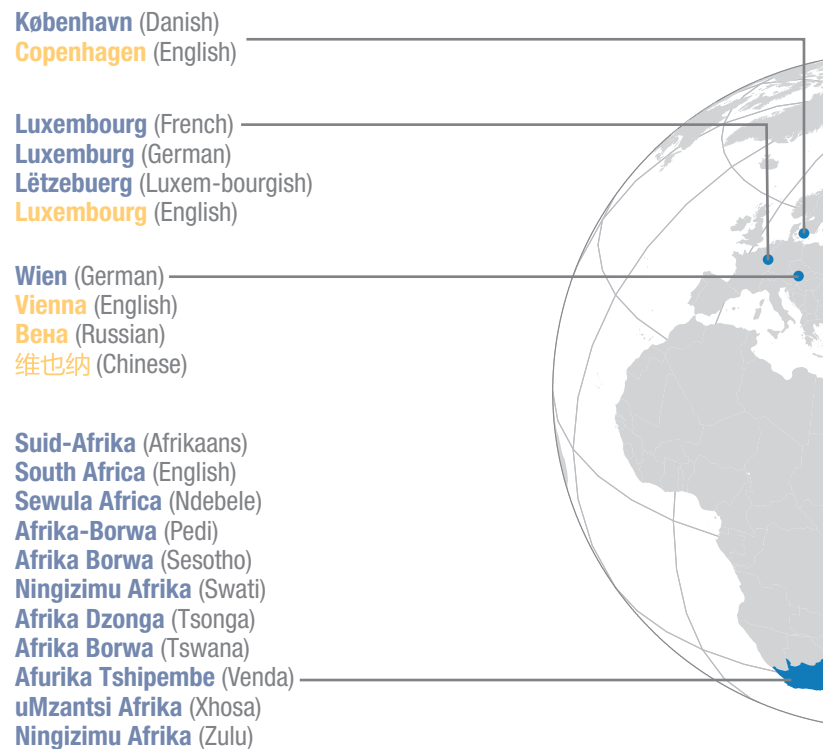 København (Danish)
Copenhagen (English)
Luxembourg (French)
Luxemburg (German)
Lëtzebuerg (Luxem-bourgish)
Luxembourg (English)
Wien (German)
Vienna (English)
Вена (Russian)
维也纳 (Chinese)
Suid-Afrika (Afrikaans)
South Africa (English)
Sewula Africa (Ndebele)
Afrika-Borwa (Pedi)
Afrika Borwa (Sesotho)
Ningizimu Afrika (Swati)
Afrika Dzonga (Tsonga)
Afrika Borwa (Tswana)
Afurika Tshipembe (Venda)
uMzantsi Afrika (Xhosa)
Ningizimu Afrika (Zulu)